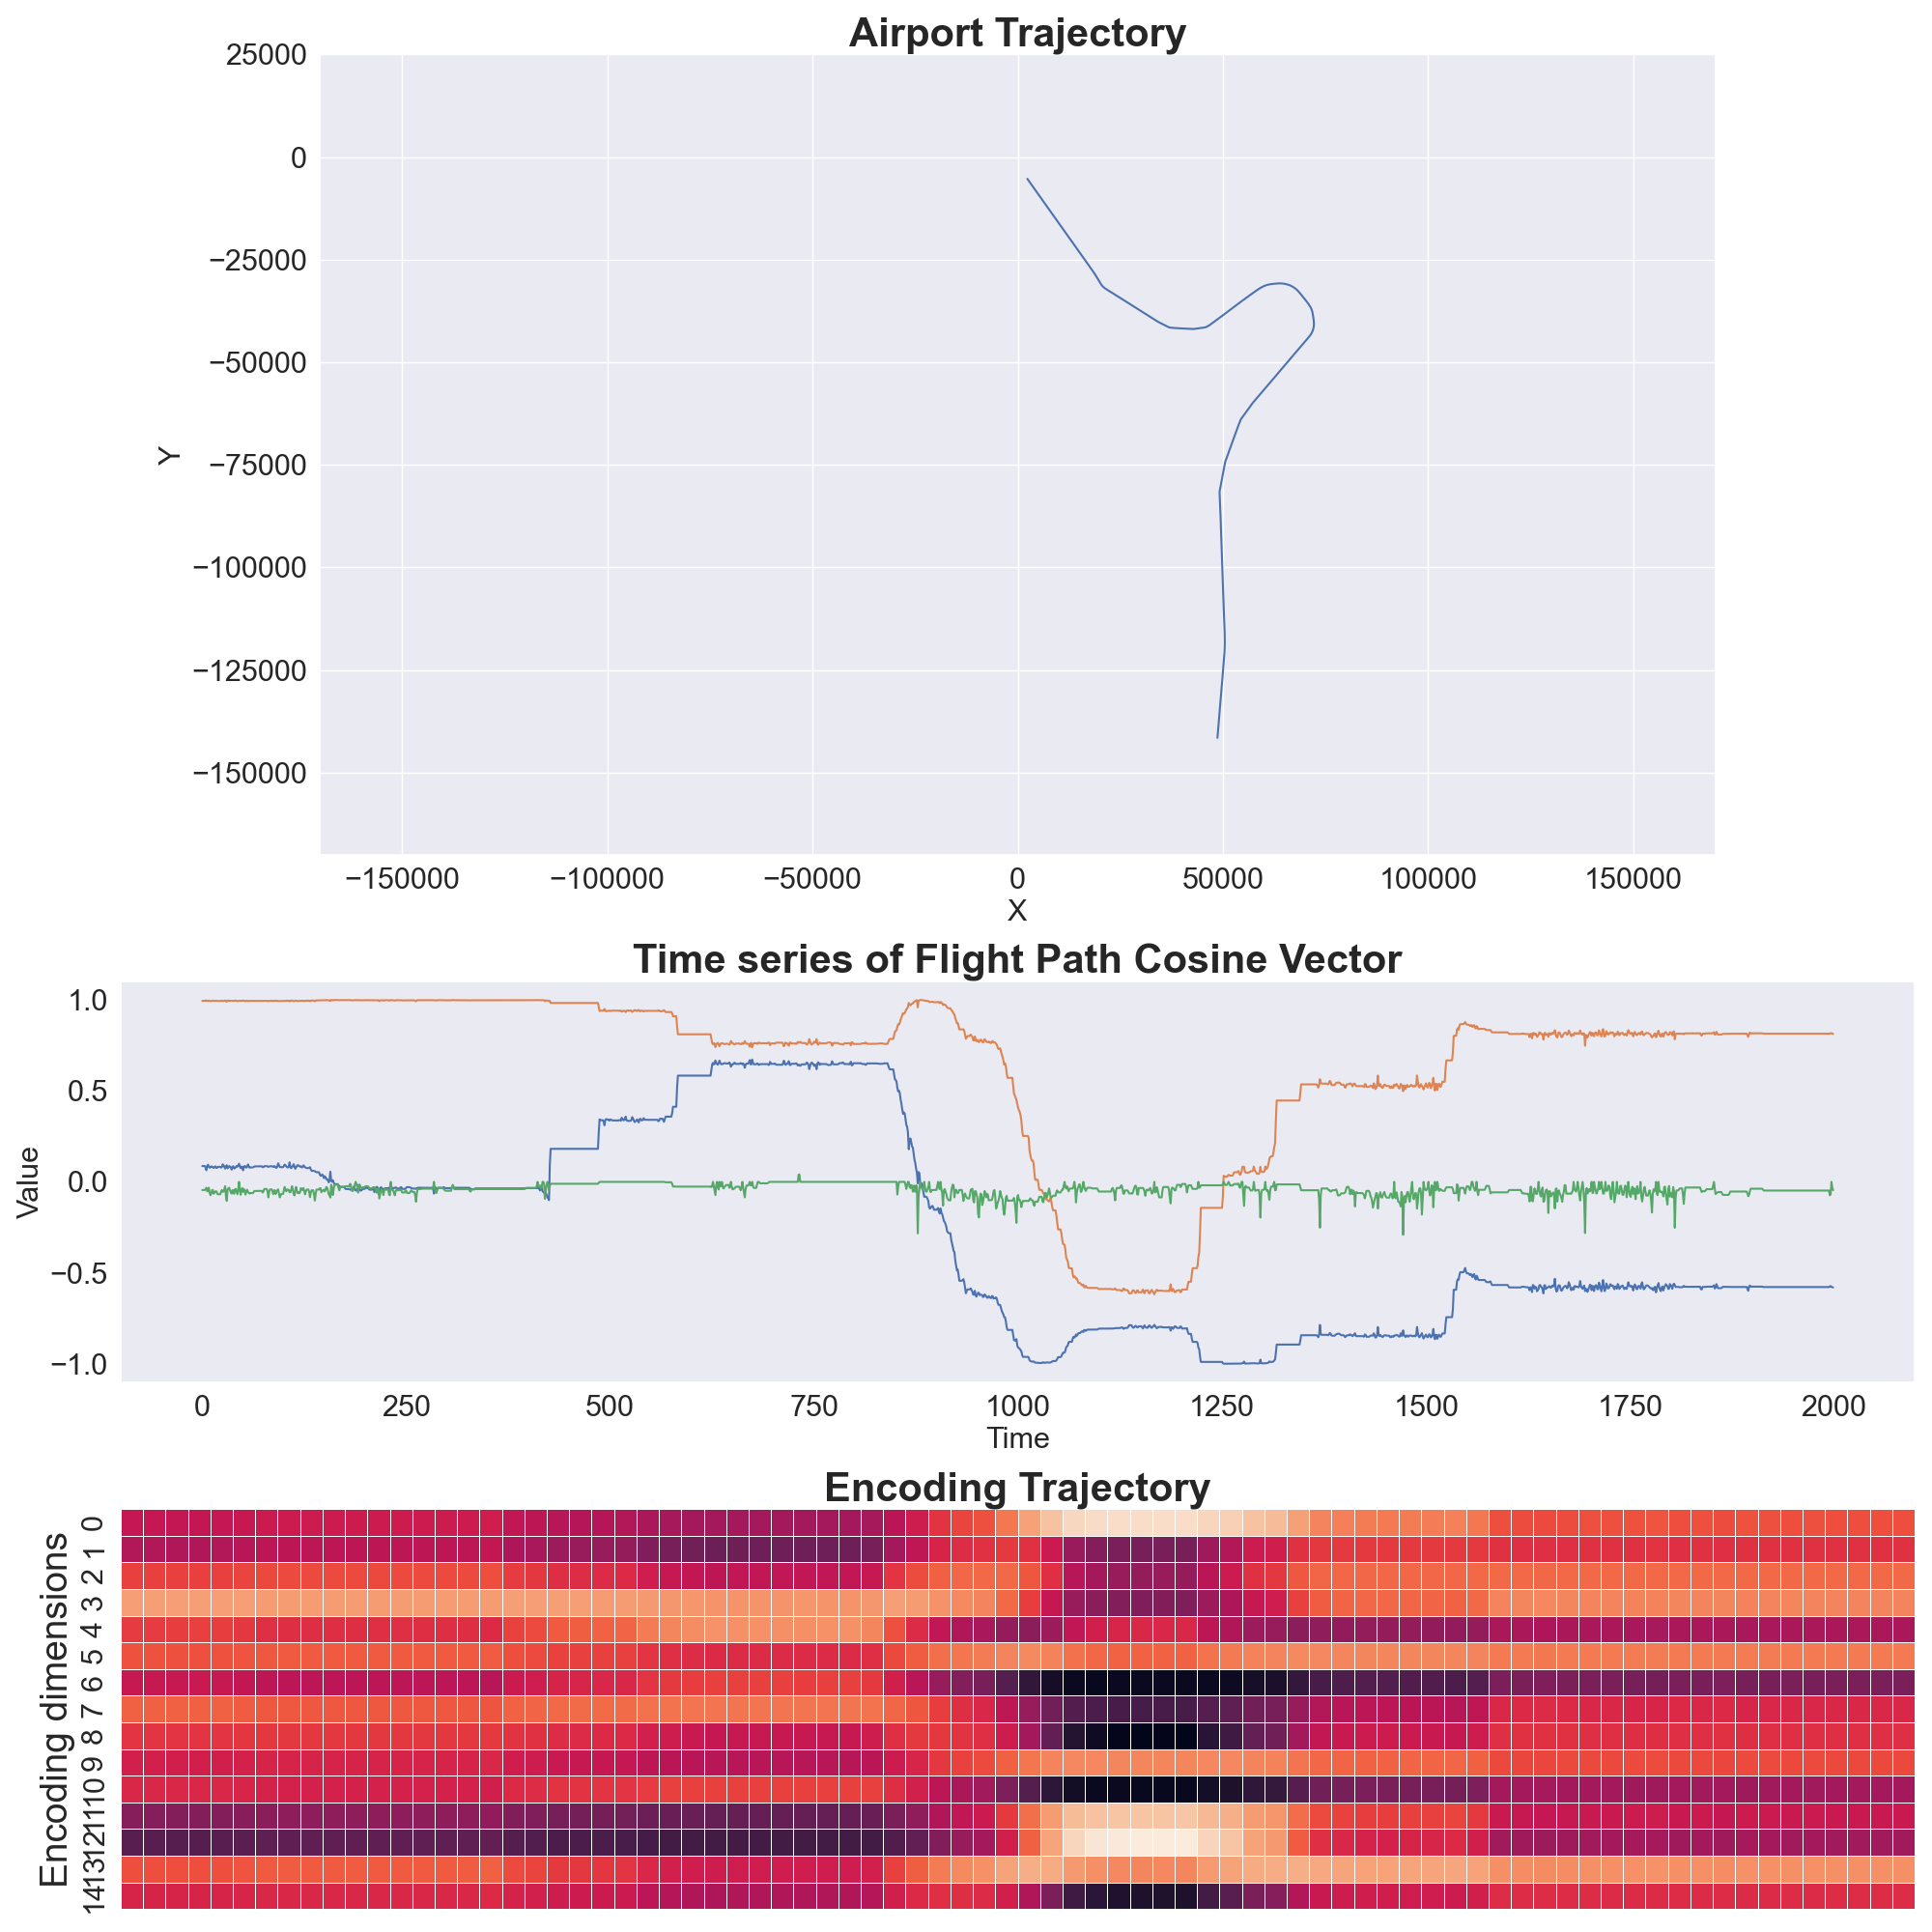 Airport Trajectory
25000
0
−25000
−50000
−75000
−100000
−125000
−150000
Y
−150000 −100000 −50000 0 50000 100000 150000
X
Time series of Flight Path Cosine Vector
1.0
0.5
0.0
−0.5
−1.0
Value
0 250 500 750 1000 1250 1500 1750 2000
Time
Encoding Trajectory
Encoding dimensions
0
1
2
3
4
5
6
7
8
9
10
11
12
13
14